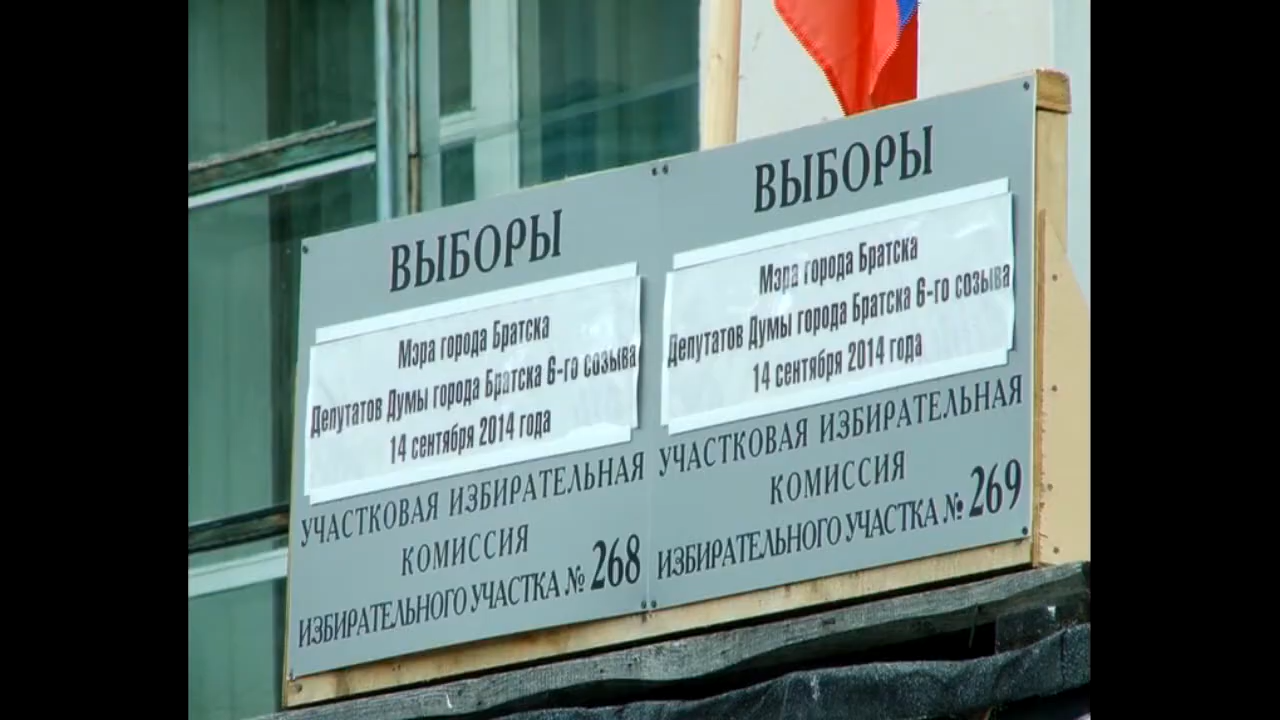 ВЫБОРЫ
Мэра города Братска
Депутатов Думы города Братска 6-го созыва
14 сентября 2014 года
УЧАСТКОВАЯ ИЗБИРАТЕЛЬНАЯ
КОМИССИЯ
ИЗБИРАТЕЛЬНОГО УЧАСТКА № 268
ВЫБОРЫ
Мэра города Братска
Депутатов Думы города Братска 6-го созыва
14 сентября 2014 года
УЧАСТКОВАЯ ИЗБИРАТЕЛЬНАЯ
КОМИССИЯ
ИЗБИРАТЕЛЬНОГО УЧАСТКА № 269